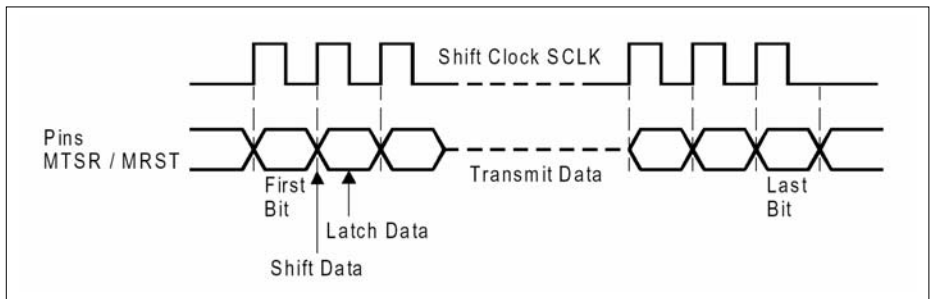 Shift Clock SCLK
Pins
MTSR / MRST
First
Bit
Transmit Data
Last
Bit
Latch Data
Shift Data